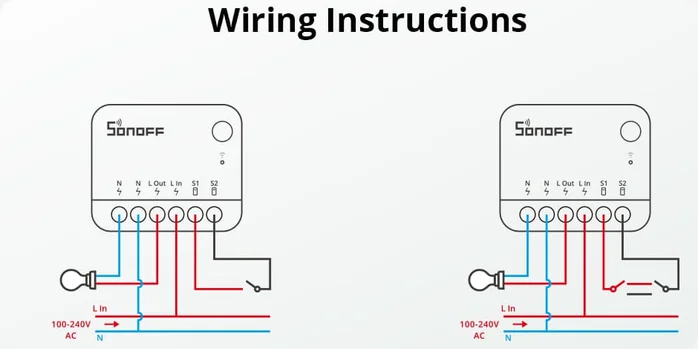 Wiring Instructions
SONOFF
N N L Out L In S1 S2
L In
100-240V
AC
N
SONOFF
N N L Out L In S1 S2
L In
100-240V
AC
N